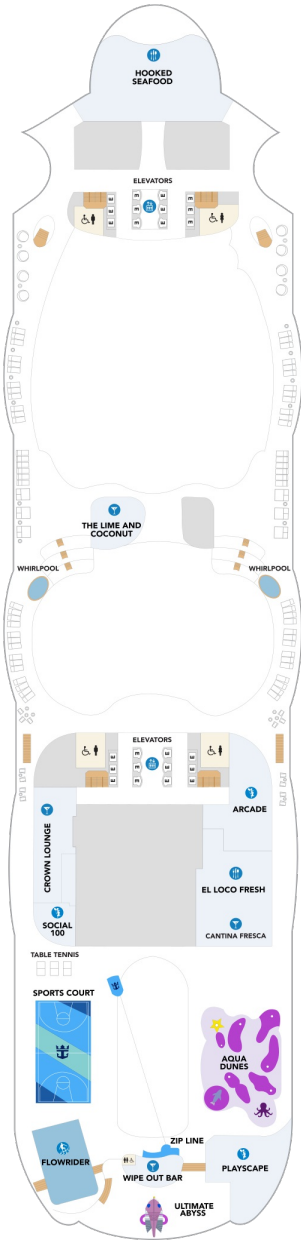 HOOKED
SEAFOOD
ELEVATORS
E E E E
E E E E
E E E E
THE LIME AND
COCONUT
WHIRLPOOL
WHIRLPOOL
ELEVATORS
E E E E
E E E E
E E E E
CROWN LOUNGE
ARCADE
EL LOCO FRESH
SOCIAL
100
CANTINA FRESCA
TABLE TENNIS
SPORTS COURT
AQUA
DUNES
ZIP LINE
FLOWRIDER
PLAYSCAPE
WIPE OUT BAR
ULTIMATE
ABYSS